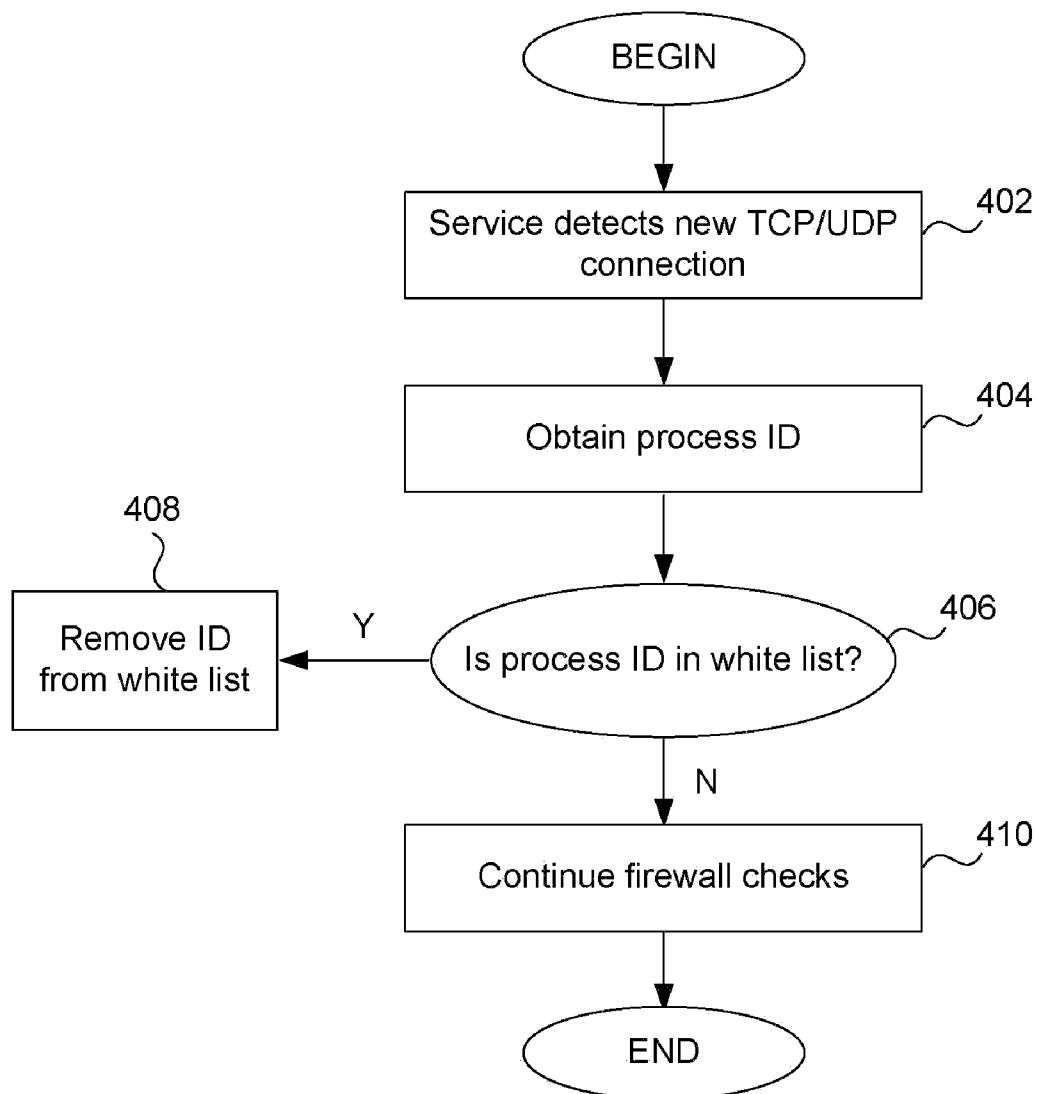 BEGIN
402
Service detects new TCP/UDP
connection
404
Obtain process ID
408
406
Remove ID
from white list
Y
Is process ID in white list?
N
410
Continue firewall checks
END